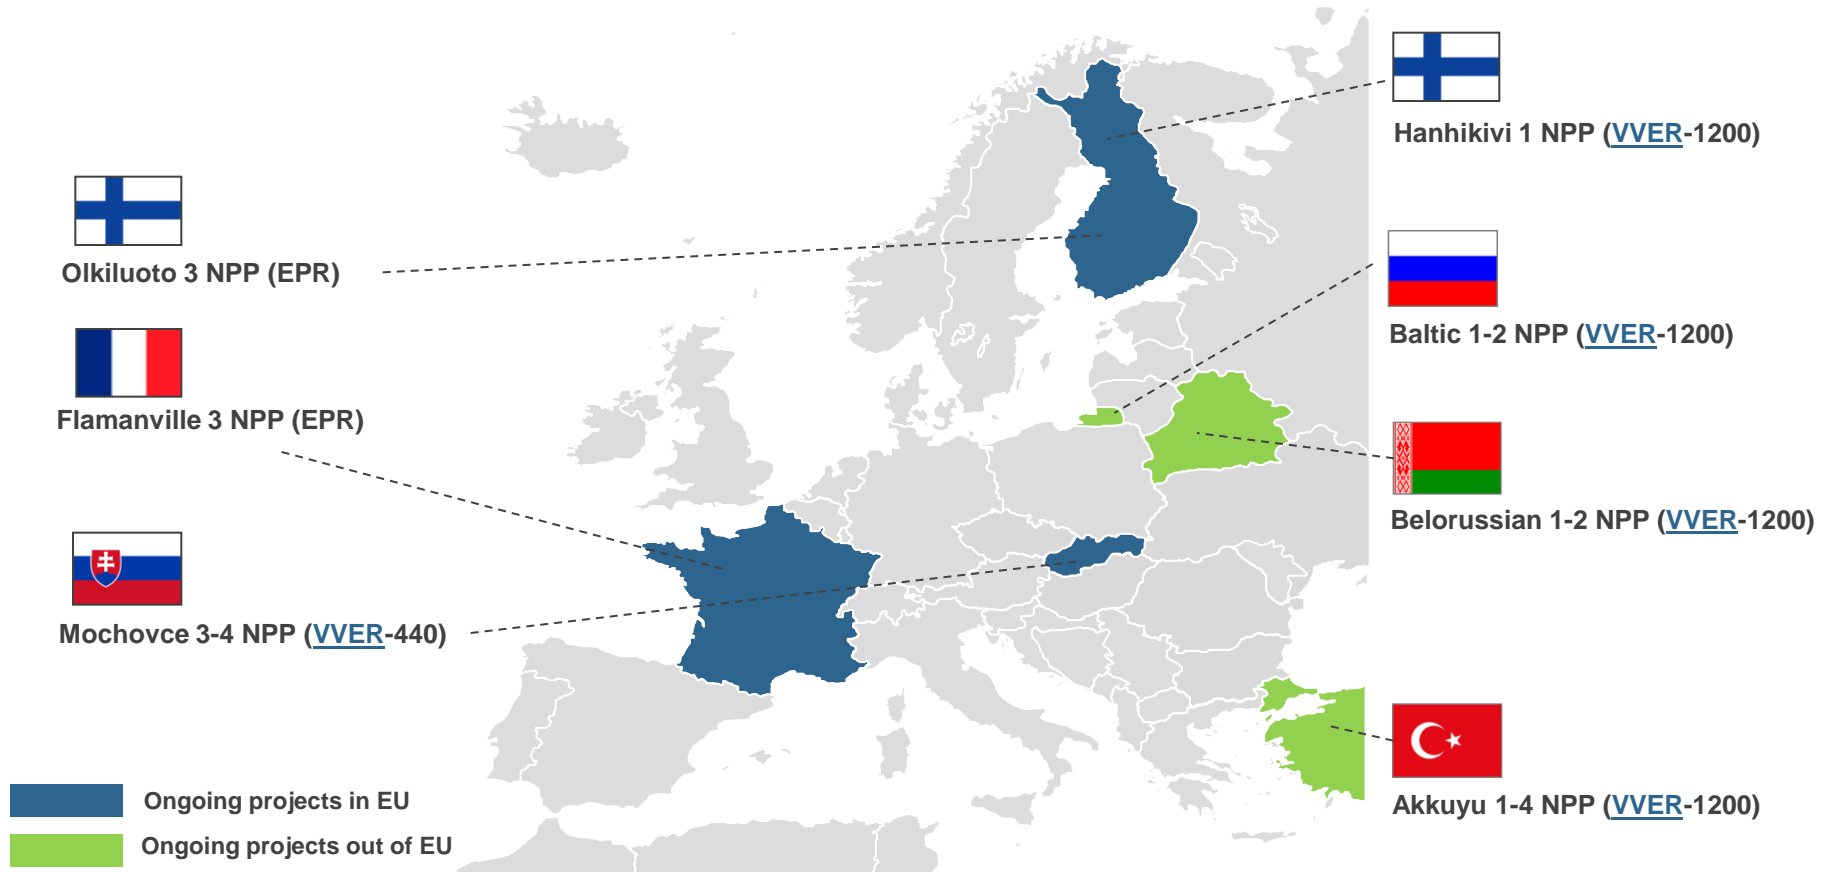 Olkiluoto 3 NPP (EPR)
Flamanville 3 NPP (EPR)
Mochovce 3-4 NPP (VVER-440)
Hanhikivi 1 NPP (VVER-1200)
Baltic 1-2 NPP (VVER-1200)
Belorussian 1-2 NPP (VVER-1200)
Akkuyu 1-4 NPP (VVER-1200)
Ongoing projects in EU
Ongoing projects out of EU